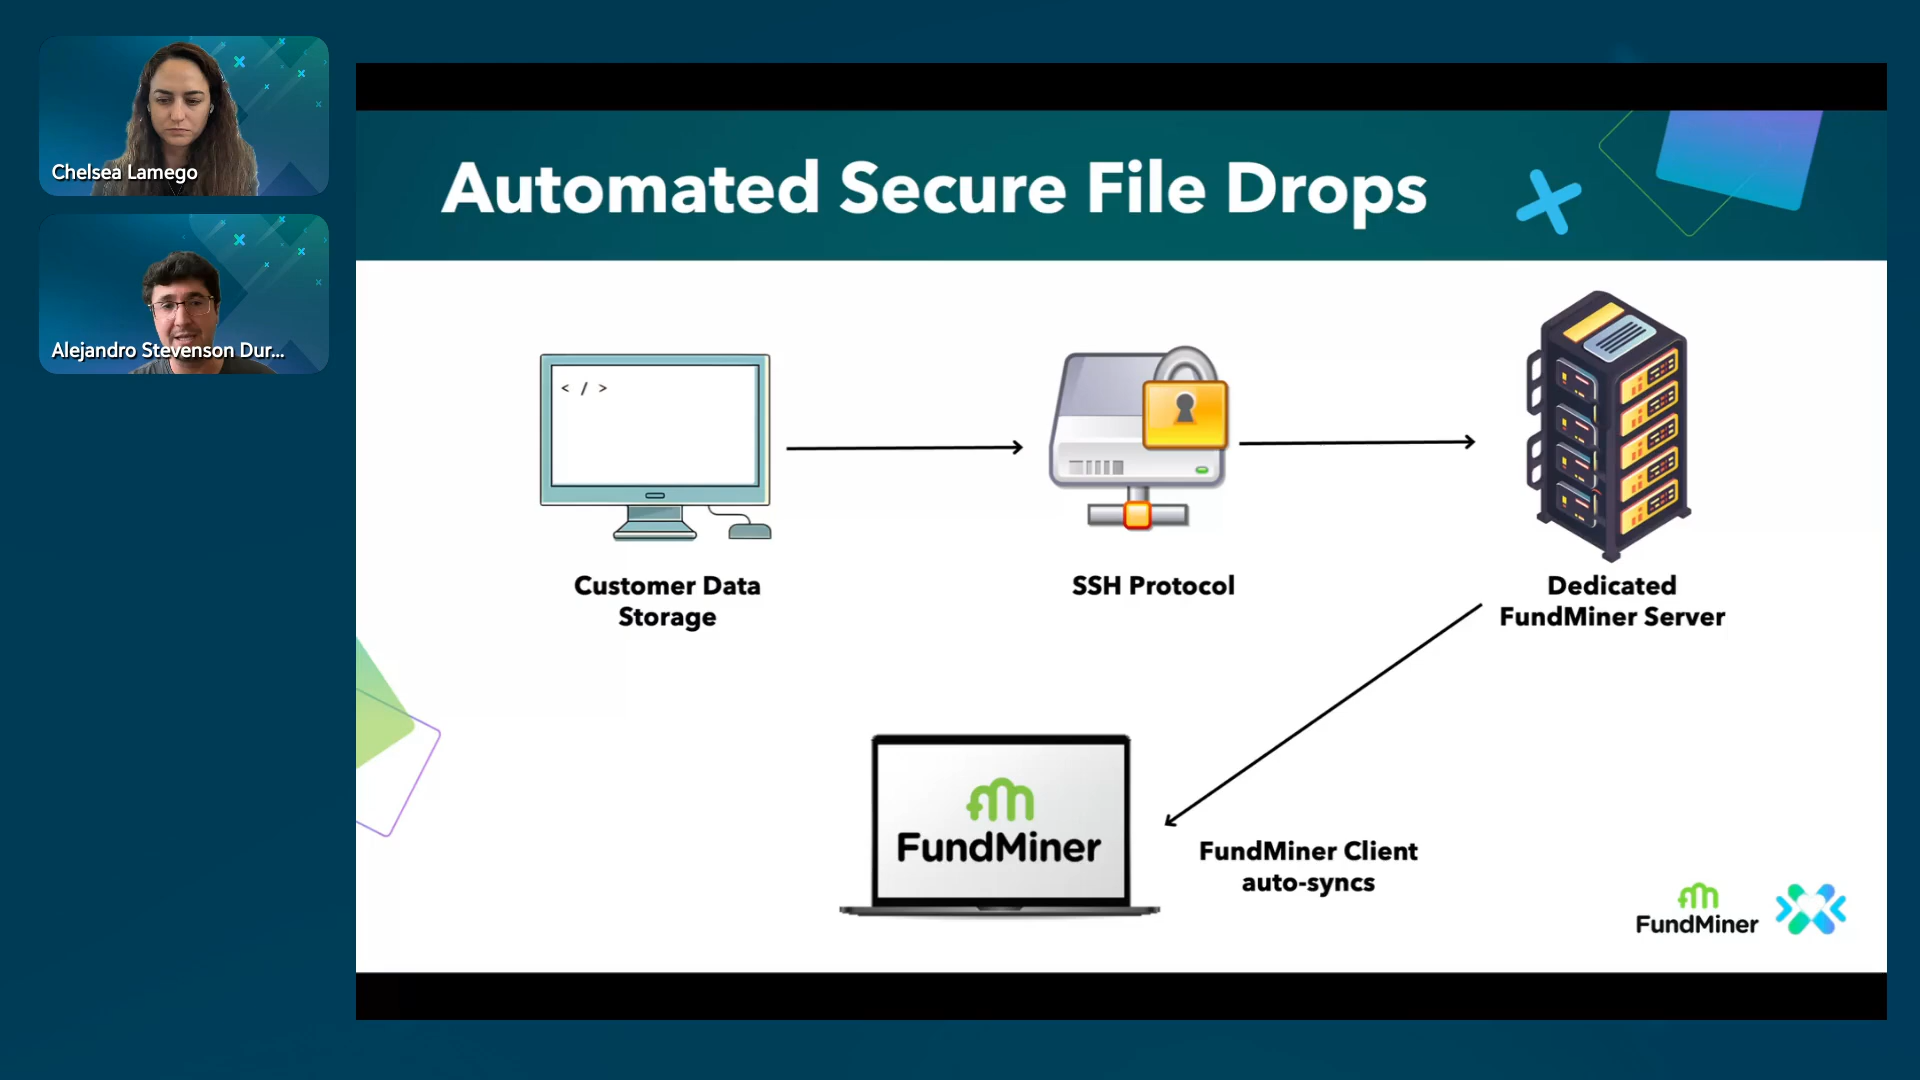 Chelsea Lamego
Alejandro Stevenson Dur...
Automated Secure File Drops
< / >
Customer Data
Storage
SSH Protocol
Dedicated
FundMiner Server
FundMiner
FundMiner Client
auto-syncs
FundMiner